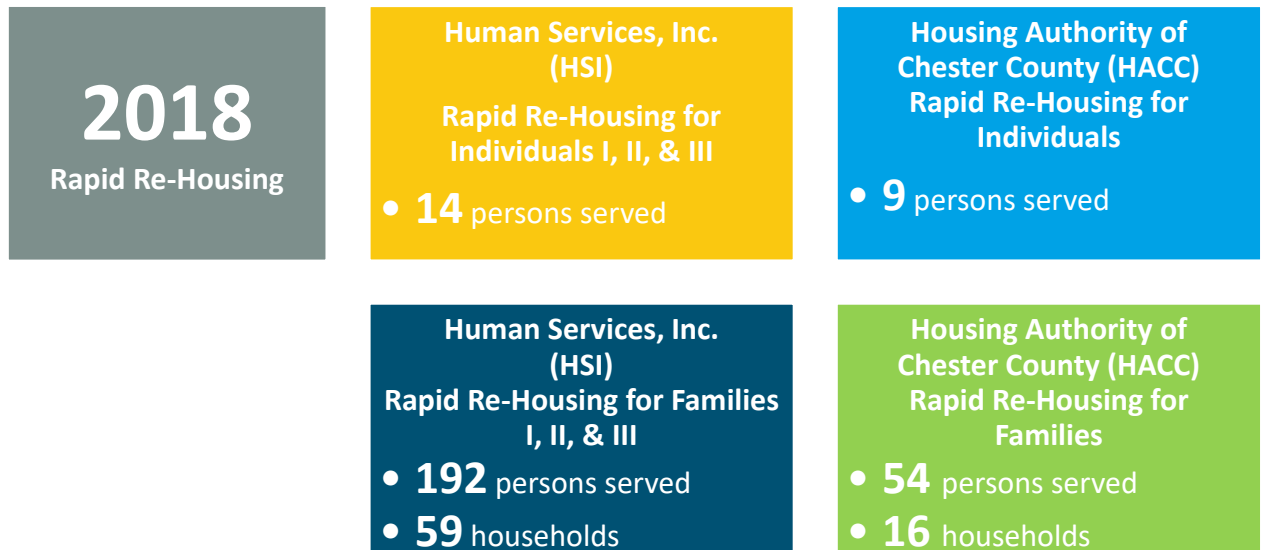 2018
Rapid Re-Housing
Human Services, Inc.
(HSI)
Rapid Re-Housing for
Individuals I, II, & III
• 14 persons served
Housing Authority of
Chester County (HACC)
Rapid Re-Housing for
Individuals
• 9 persons served
Human Services, Inc.
(HSI)
Rapid Re-Housing for Families
I, II, & III
• 192 persons served
• 59 households
Housing Authority of
Chester County (HACC)
Rapid Re-Housing for
Families
• 54 persons served
• 16 households